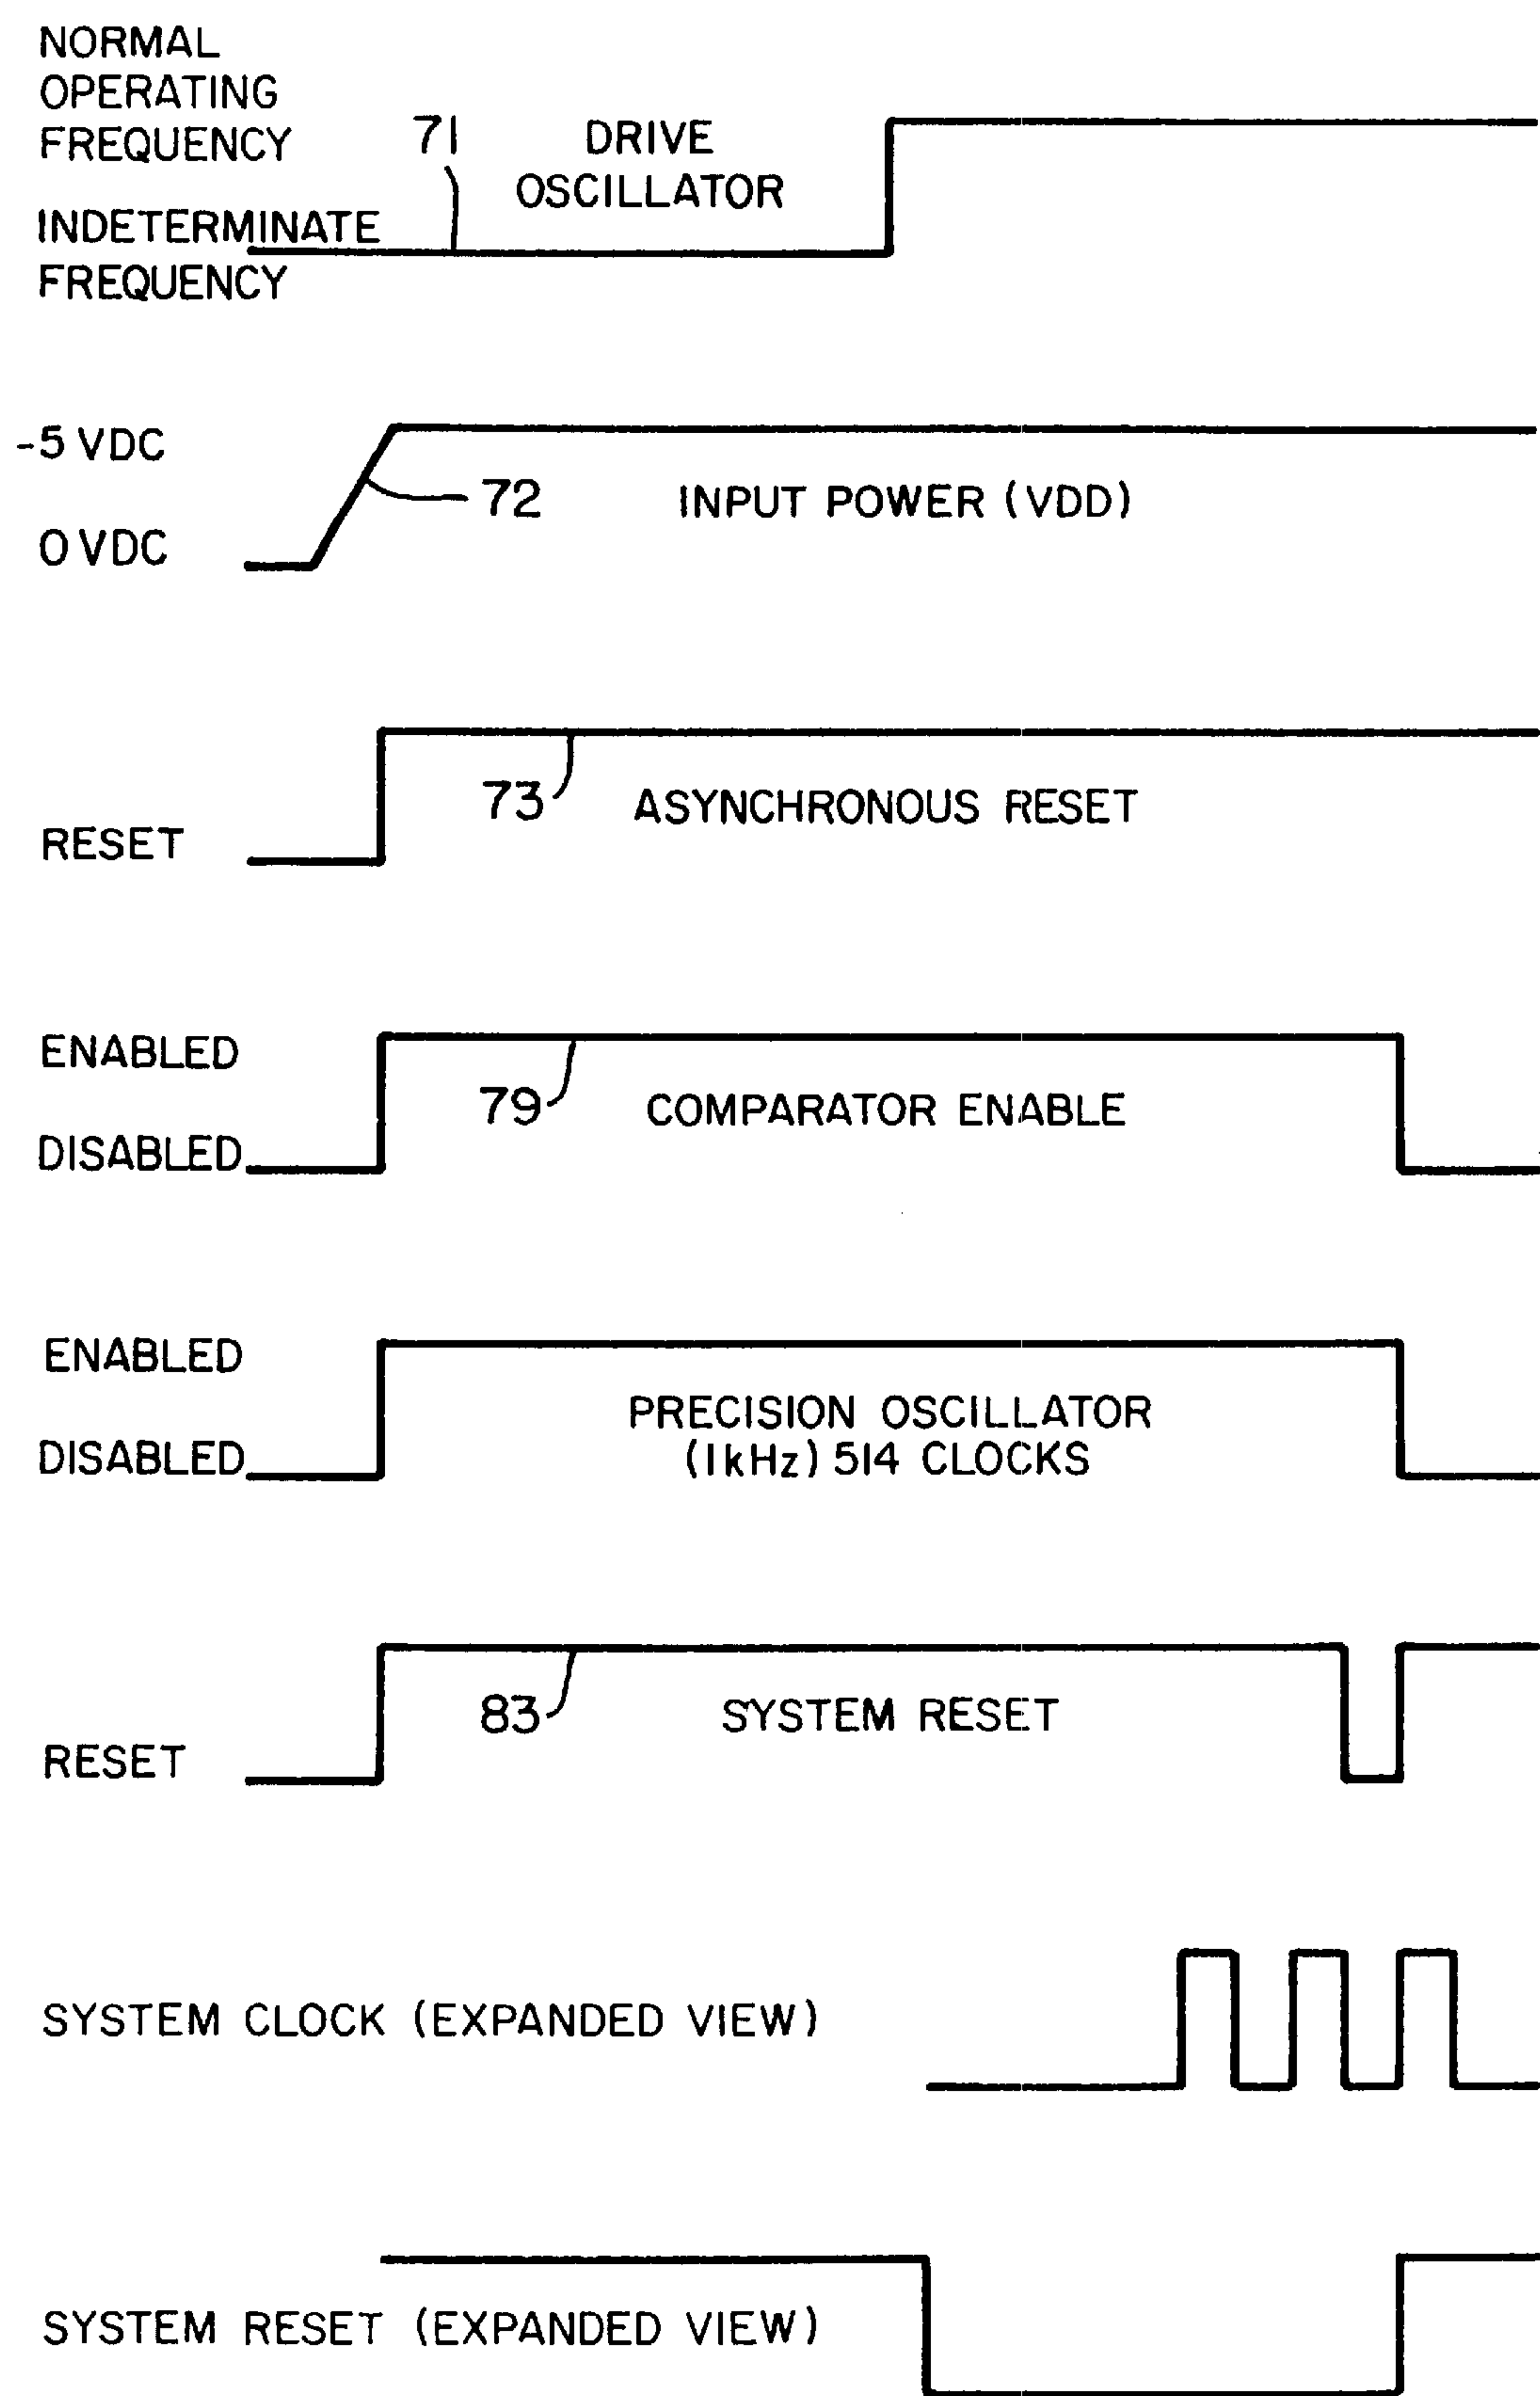 NORMAL
OPERATING
FREQUENCY
71
DRIVE
OSCILLATOR
INDETERMINATE
FREQUENCY
-5 VDC
72
INPUT POWER (VDD)
0 VDC
73
ASYNCHRONOUS RESET
RESET
ENABLED
79
COMPARATOR ENABLE
DISABLED
ENABLED
PRECISION OSCILLATOR
DISABLED
(1kHz) 514 CLOCKS
83
SYSTEM RESET
RESET
SYSTEM CLOCK (EXPANDED VIEW)
SYSTEM RESET (EXPANDED VIEW)